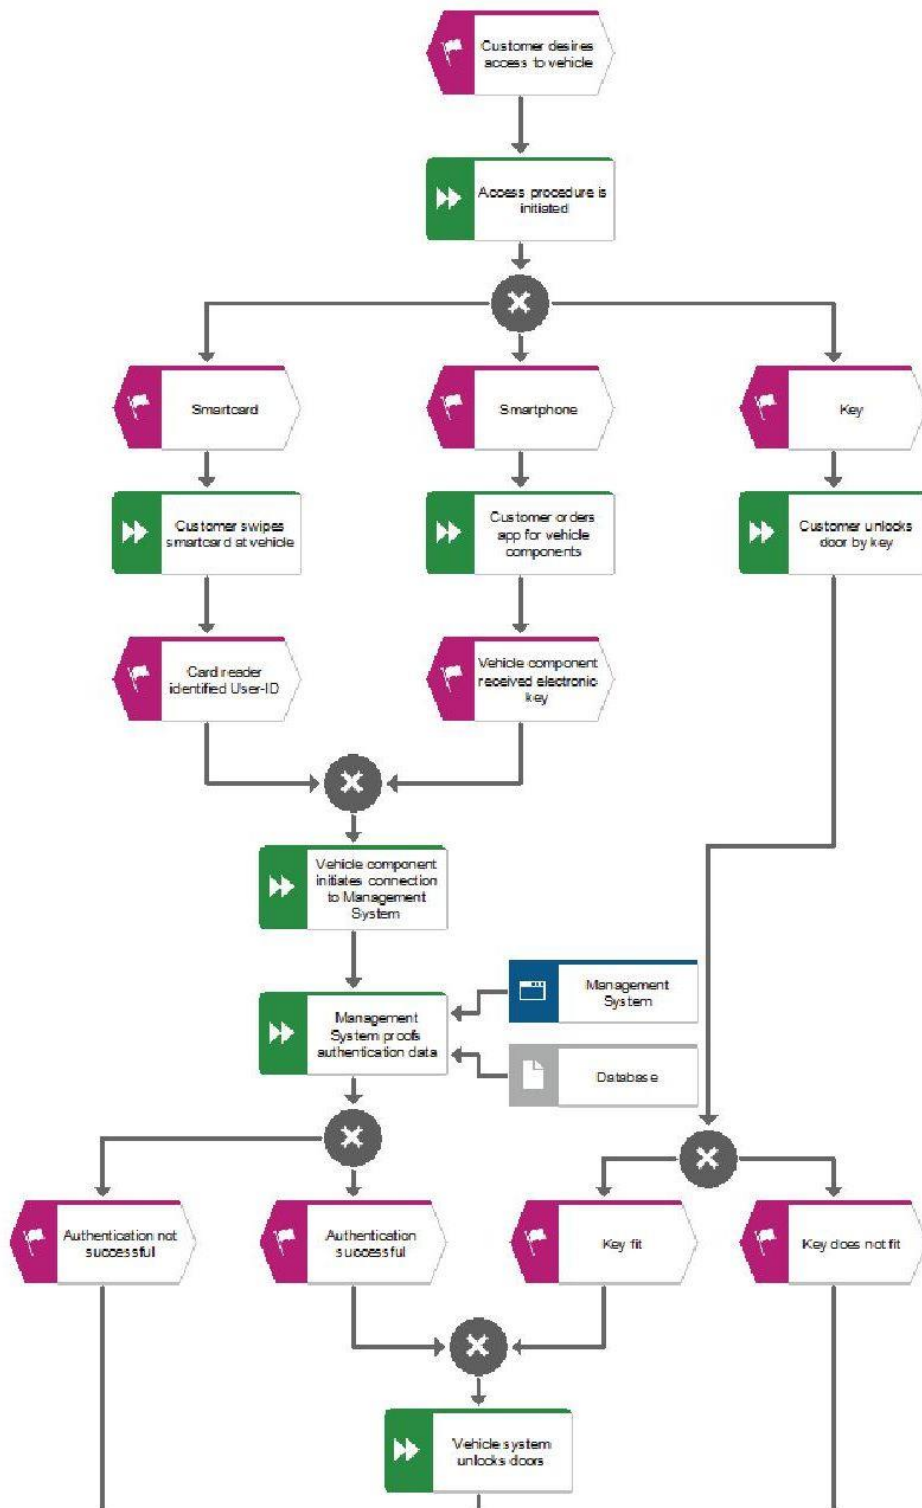 Customer desires
access to vehicle
Access procedure is
initiated
Smartcard
Smartphone
Key
Customer swipes
smartcard at vehicle
Customer orders
app for vehicle
components
Customer unlocks
door by key
Card reader
identified User-ID
Vehicle component
received electronic
key
Vehicle component
initiates connection
to Management
System
Management
System proofs
authentication data
Management
System
Database
Authentication not
successful
Authentication
successful
Key fit
Key does not fit
Vehicle system
unlocks doors